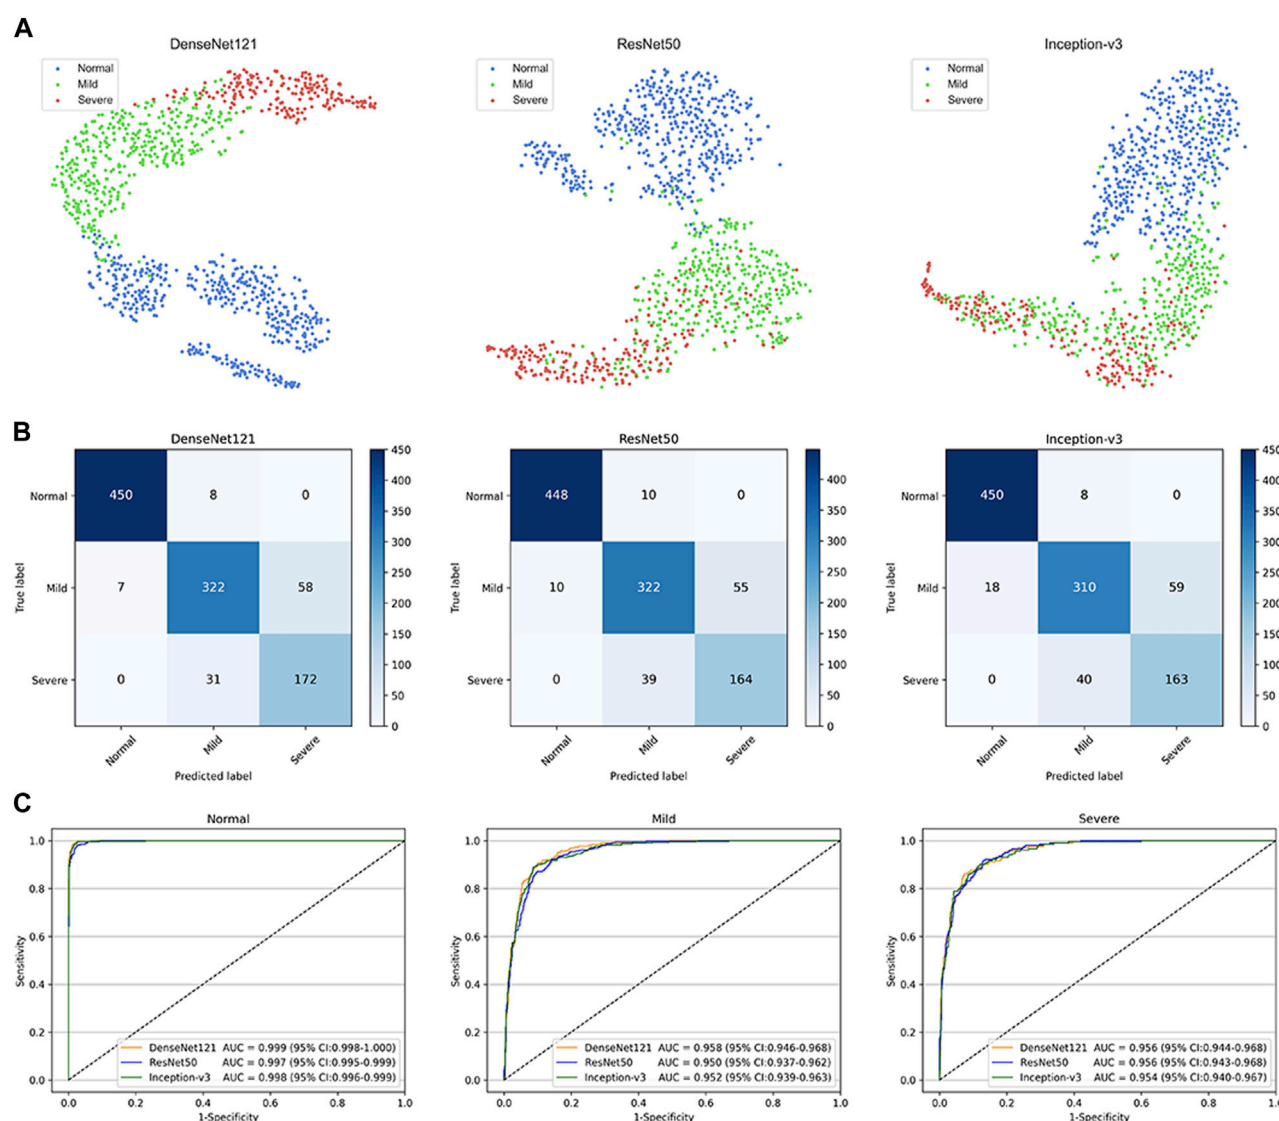 A
DenseNet121
Normal
Mild
Severe
ResNet50
Normal
Mild
Severe
Inception-v3
Normal
Mild
Severe
B
DenseNet121
True label
Normal 450 8 0
Mild 7 322 58
Severe 0 31 172
Normal Mild Severe
Predicted label
450
400
350
300
250
200
150
100
50
0
ResNet50
True label
Normal 448 10 0
Mild 10 322 55
Severe 0 39 164
Normal Mild Severe
Predicted label
400
350
300
250
200
150
100
50
0
Inception-v3
True label
Normal 450 8 0
Mild 18 310 59
Severe 0 40 163
Normal Mild Severe
Predicted label
450
400
350
300
250
200
150
100
50
0
C
Normal
Sensitivity
1.0
0.8
0.6
0.4
0.2
0.0
DenseNet121 AUC = 0.999 (95% CI:0.998-1.000)
ResNet50 AUC = 0.997 (95% CI:0.995-0.999)
Inception-v3 AUC = 0.998 (95% CI:0.996-0.999)
0.0 0.2 0.4 0.6 0.8 1.0
1-Specificity
Mild
Sensitivity
1.0
0.8
0.6
0.4
0.2
0.0
DenseNet121 AUC = 0.958 (95% CI:0.946-0.968)
ResNet50 AUC = 0.950 (95% CI:0.937-0.962)
Inception-v3 AUC = 0.952 (95% CI:0.939-0.963)
0.0 0.2 0.4 0.6 0.8 1.0
1-Specificity
Severe
Sensitivity
1.0
0.8
0.6
0.4
0.2
0.0
DenseNet121 AUC = 0.956 (95% CI:0.944-0.968)
ResNet50 AUC = 0.956 (95% CI:0.943-0.968)
Inception-v3 AUC = 0.954 (95% CI:0.940-0.967)
0.0 0.2 0.4 0.6 0.8 1.0
1-Specificity